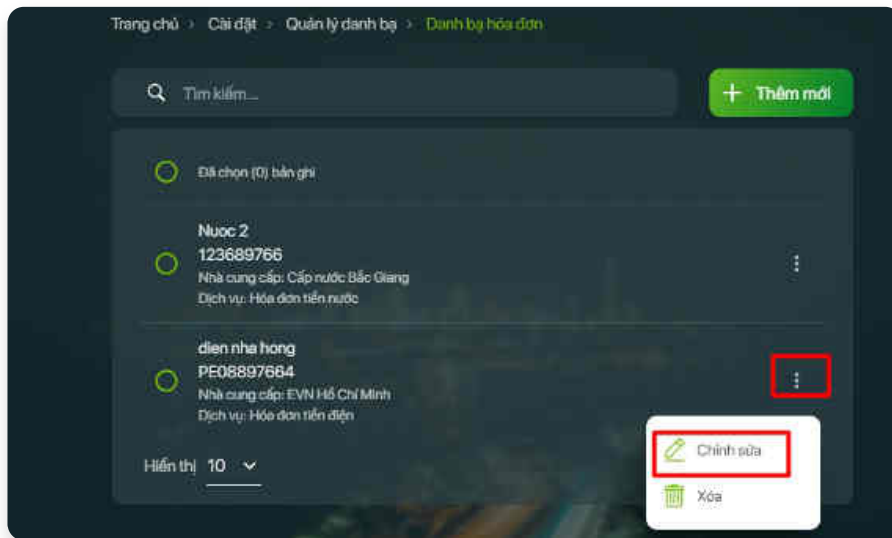 Trang chủ > Cài đặt > Quản lý danh bạ > Danh bạ hóa đơn
Tìm kiếm...
+ Thêm mới
Đã chọn (0) bản ghi
Nuoc 2
123689766
Nhà cung cấp: Cấp nước Bắc Giang
Dịch vụ: Hóa đơn tiền nước
dien nha hong
PE08897664
Nhà cung cấp: EVN Hồ Chí Minh
Dịch vụ: Hóa đơn tiền điện
Hiển thị 10
Chỉnh sửa
Xóa